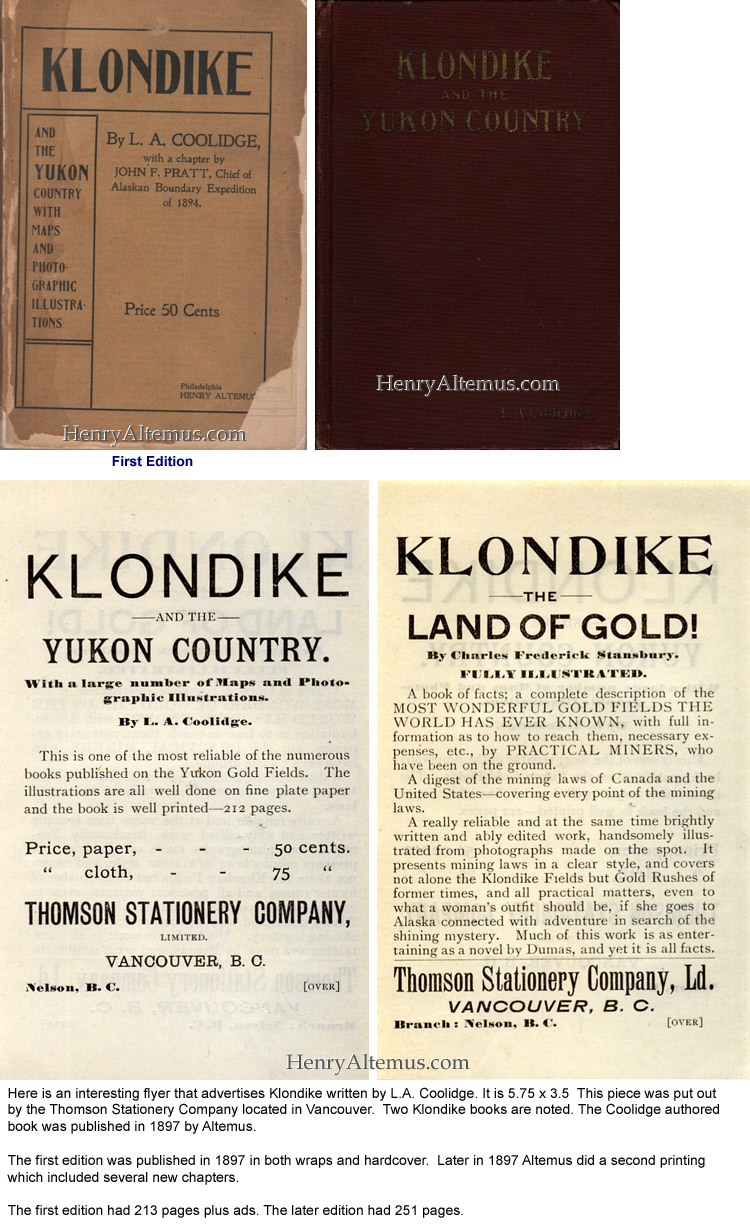 KLONDIKE
AND
THE
YUKON
COUNTRY
WITH
MAPS
AND
PHOTO-
GRAPHIC
ILLUSTRA-
TIONS
By L. A. COOLIDGE,
with a chapter by
JOHN F. PRATT, Chief of
Alaskan Boundary Expedition
of 1894.
Price 50 Cents
Philadelphia
HENRY ALTEMUS
HenryAltemus.com
First Edition
KLONDIKE
AND THE
YUKON COUNTRY
HenryAltemus.com
L.A. COOLIDGE
KLONDIKE
—AND THE—
YUKON COUNTRY.
With a large number of Maps and Photo-
graphic Illustrations.
By L. A. Coolidge.
This is one of the most reliable of the numerous
books published on the Yukon Gold Fields. The
illustrations are all well done on fine plate paper
and the book is well printed—212 pages.
Price, paper, - - - 50 cents.
“ cloth, - - 75 “
THOMSON STATIONERY COMPANY,
LIMITED.
VANCOUVER, B. C.
Nelson, B. C. [OVER]
KLONDIKE
—THE—
LAND OF GOLD!
By Charles Frederick Stansbury.
FULLY ILLUSTRATED.
A book of facts; a complete description of the
MOST WONDERFUL GOLD FIELDS THE
WORLD HAS EVER KNOWN, with full in-
formation as to how to reach them, necessary ex-
penses, etc., by PRACTICAL MINERS, who
have been on the ground.
A digest of the mining laws of Canada and the
United States—covering every point of the mining
laws.
A really reliable and at the same time brightly
written and ably edited work, handsomely illus-
trated from photographs made on the spot. It
presents mining laws in a clear style, and covers
not alone the Klondike Fields but Gold Rushes of
former times, and all practical matters, even to
what a woman's outfit should be, if she goes to
Alaska connected with adventure in search of the
shining mystery. Much of this work is as enter-
taining as a novel by Dumas, and yet it is all facts.
Thomson Stationery Company, Ld.
VANCOUVER, B. C.
Branch: Nelson, B. C. [OVER]
HenryAltemus.com
Here is an interesting flyer that advertises Klondike written by L.A. Coolidge. It is 5.75 x 3.5 This piece was put out
by the Thomson Stationery Company located in Vancouver. Two Klondike books are noted. The Coolidge authored
book was published in 1897 by Altemus.
The first edition was published in 1897 in both wraps and hardcover. Later in 1897 Altemus did a second printing
which included several new chapters.
The first edition had 213 pages plus ads. The later edition had 251 pages.